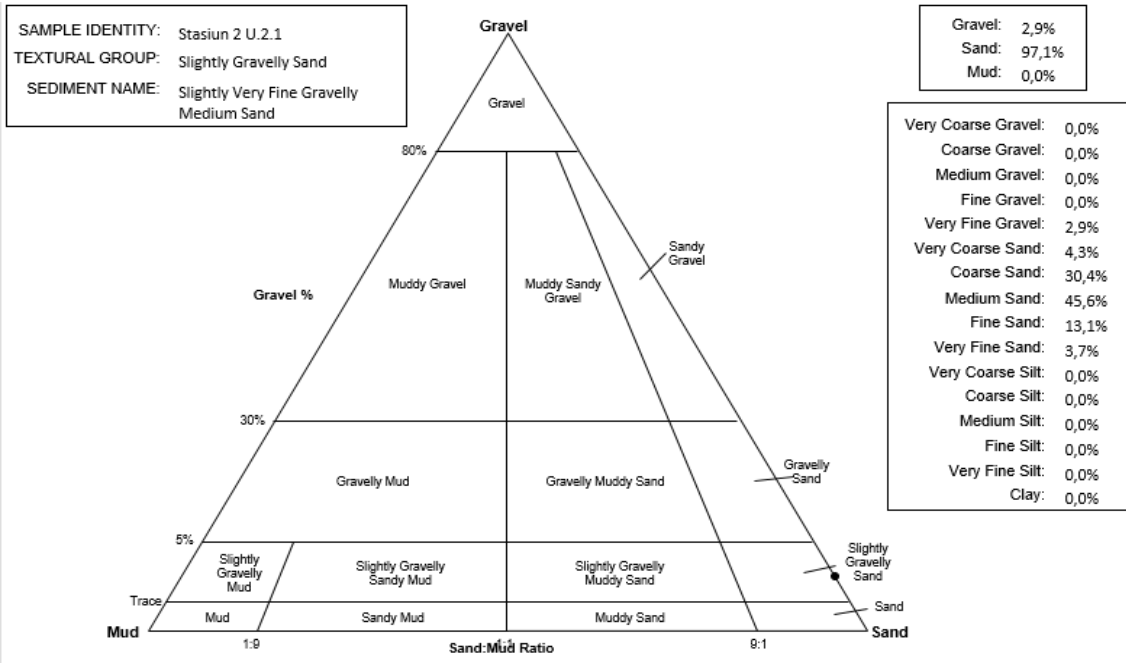 SAMPLE IDENTITY: Stasiun 2 U.2.1
TEXTURAL GROUP: Slightly Gravelly Sand
SEDIMENT NAME: Slightly Very Fine Gravelly
Medium Sand
Gravel
Gravel
80%
Sandy
Gravel
Muddy Gravel
Muddy Sandy
Gravel
Gravel %
30%
Gravelly
Sand
Gravelly Mud
Gravelly Muddy Sand
5%
Slightly
Gravelly
Mud
Slightly Gravelly
Sandy Mud
Slightly Gravelly
Muddy Sand
Slightly
Gravelly
Sand
Trace
Mud
Sandy Mud
Muddy Sand
Sand
Mud
Sand
1:9
1:1
9:1
Sand:Mud Ratio
Gravel: 2,9%
Sand: 97,1%
Mud: 0,0%
Very Coarse Gravel: 0,0%
Coarse Gravel: 0,0%
Medium Gravel: 0,0%
Fine Gravel: 0,0%
Very Fine Gravel: 2,9%
Very Coarse Sand: 4,3%
Coarse Sand: 30,4%
Medium Sand: 45,6%
Fine Sand: 13,1%
Very Fine Sand: 3,7%
Very Coarse Silt: 0,0%
Coarse Silt: 0,0%
Medium Silt: 0,0%
Fine Silt: 0,0%
Very Fine Silt: 0,0%
Clay: 0,0%